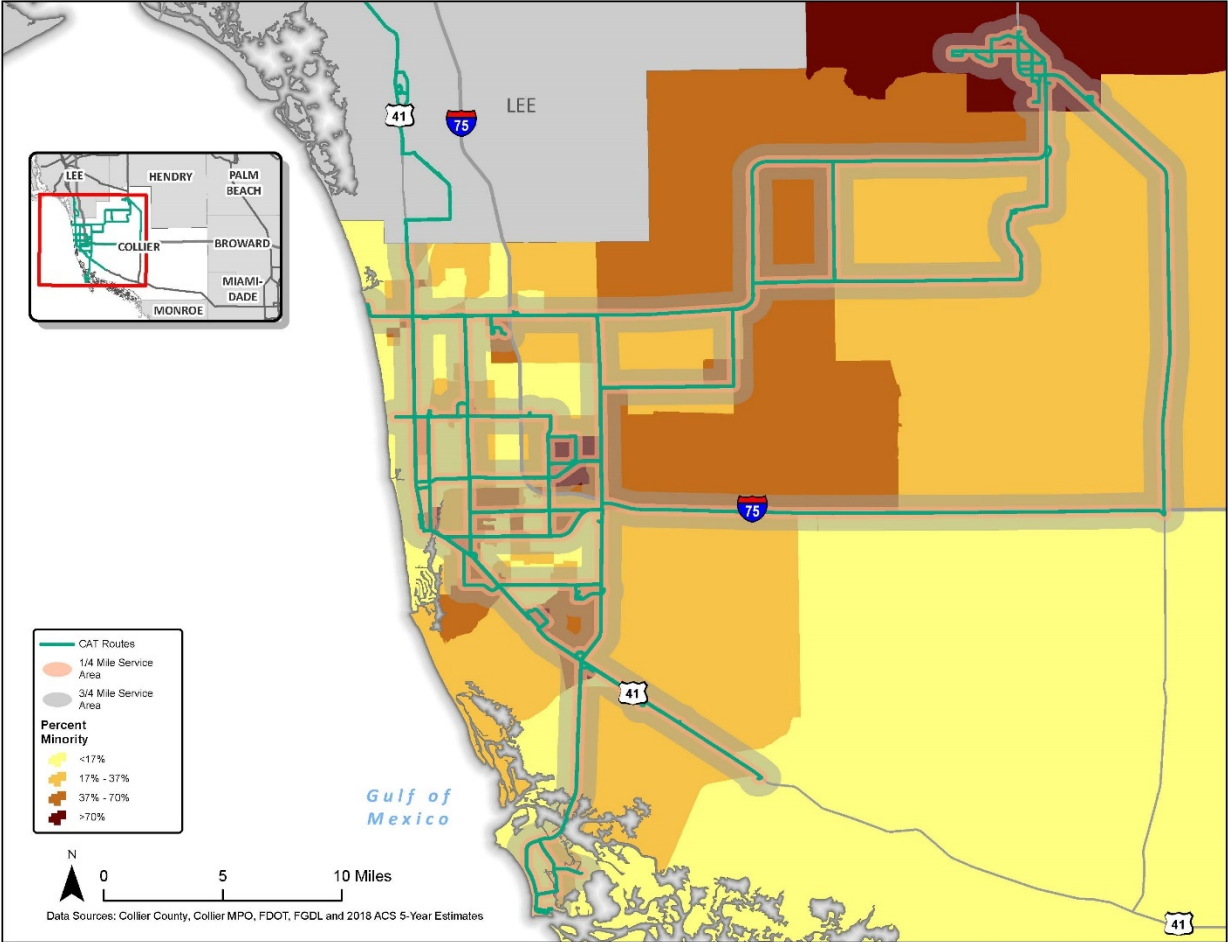 41
75
LEE
LEE
HENDRY
PALM
BEACH
COLLIER
BROWARD
MIAMI-
DADE
MONROE
75
41
CAT Routes
1/4 Mile Service
Area
3/4 Mile Service
Area
Percent
Minority
<17%
17% - 37%
37% - 70%
>70%
Gulf of
Mexico
N
0 5 10 Miles
Data Sources: Collier County, Collier MPO, FDOT, FGDL and 2018 ACS 5-Year Estimates
41